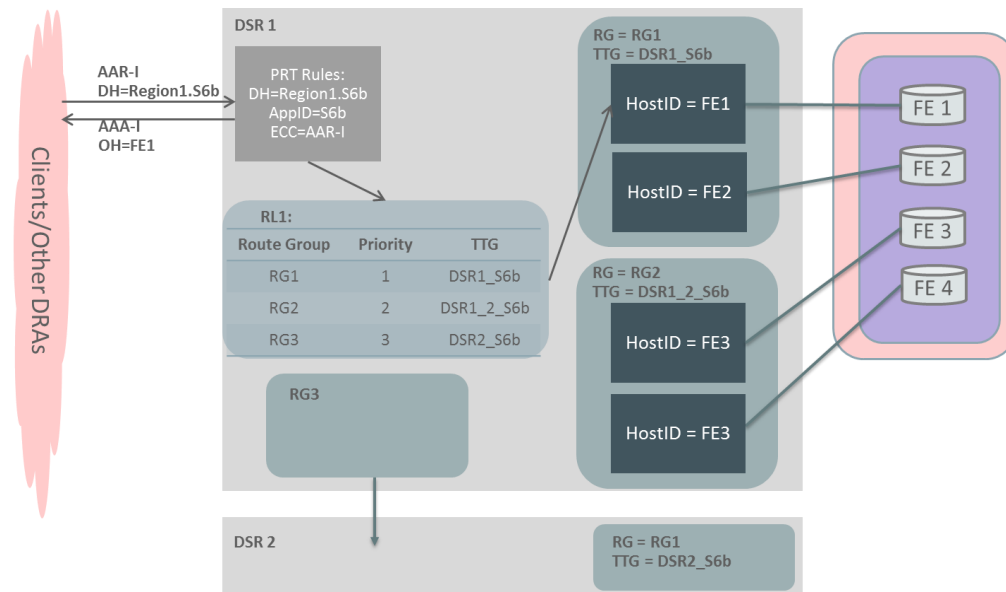 DSR 1
AAR-I
DH=Region1.S6b
AAA-I
OH=FE1
Clients/Other DRAs
PRT Rules:
DH=Region1.S6b
AppID=S6b
ECC=AAR-I
RL1:
Route Group Priority TTG
RG1 1 DSR1_S6b
RG2 2 DSR1_2_S6b
RG3 3 DSR2_S6b
RG3
RG = RG1
TTG = DSR1_S6b
HostID = FE1
HostID = FE2
RG = RG2
TTG = DSR1_2_S6b
HostID = FE3
HostID = FE3
FE 1
FE 2
FE 3
FE 4
DSR 2
RG = RG1
TTG = DSR2_S6b